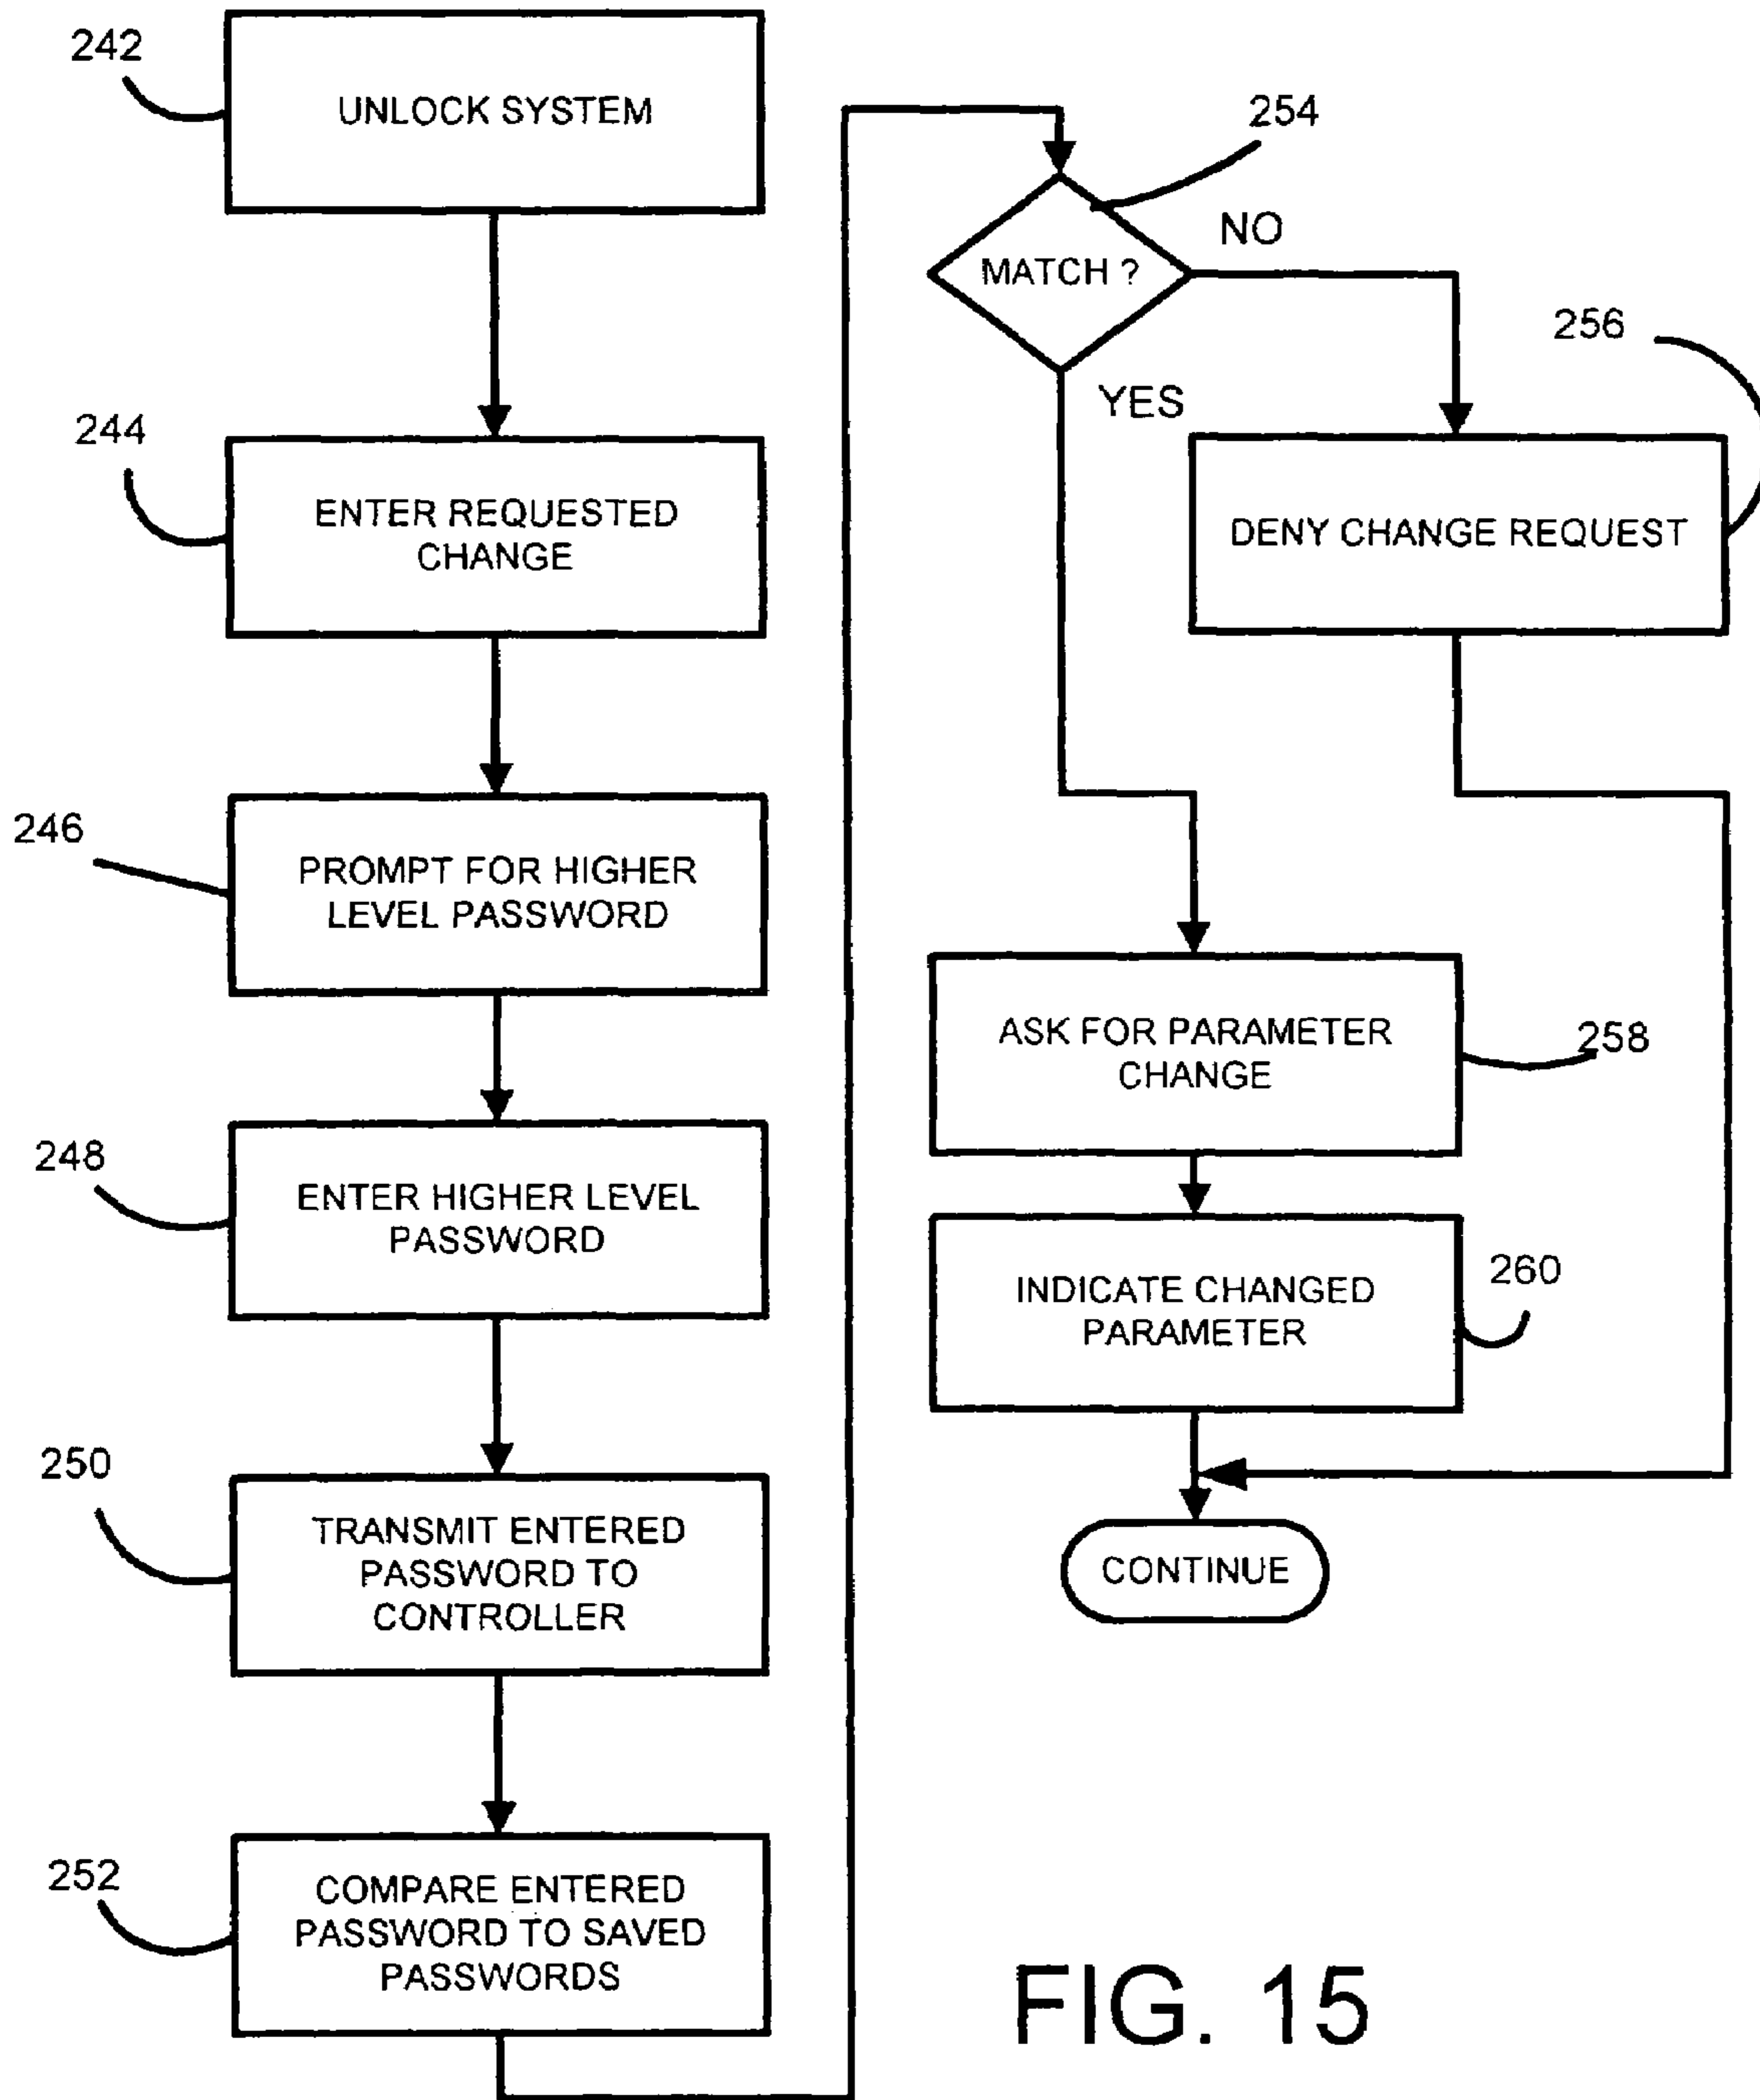 242
UNLOCK SYSTEM
244
ENTER REQUESTED
CHANGE
246
PROMPT FOR HIGHER
LEVEL PASSWORD
248
ENTER HIGHER LEVEL
PASSWORD
250
TRANSMIT ENTERED
PASSWORD TO
CONTROLLER
252
COMPARE ENTERED
PASSWORD TO SAVED
PASSWORDS
254
MATCH ?
NO
YES
256
DENY CHANGE REQUEST
ASK FOR PARAMETER
CHANGE
258
INDICATE CHANGED
PARAMETER
260
CONTINUE
FIG. 15